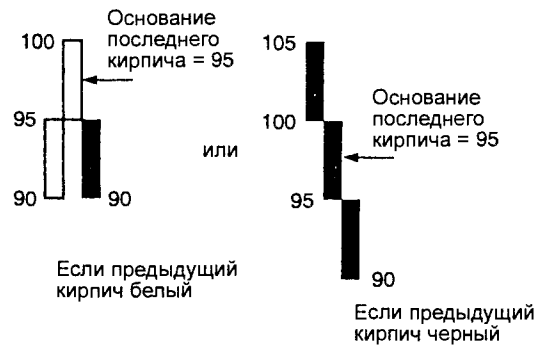 Основание
последнего
кирпича = 95
100
95
90
90
или
105
100
95
90
Основание
последнего
кирпича = 95
Если предыдущий
кирпич белый
Если предыдущий
кирпич черный